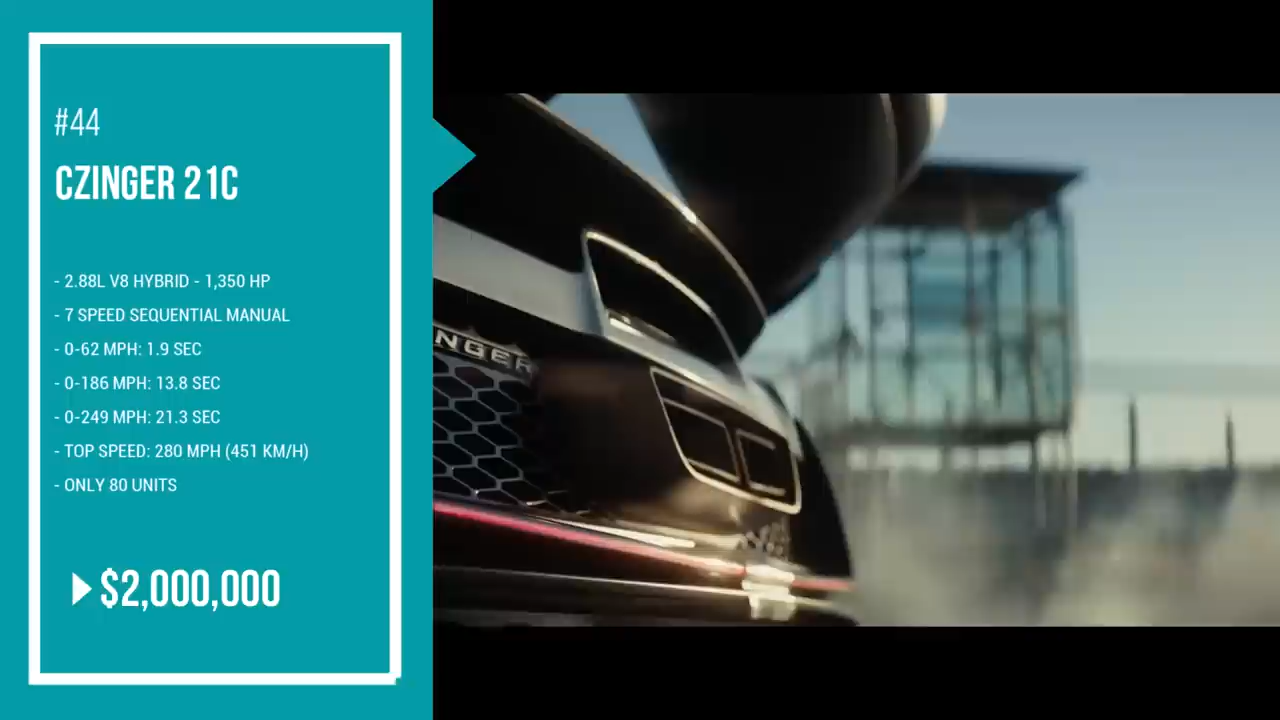 #44
CZINGER 21C
- 2.88L V8 HYBRID - 1,350 HP
- 7 SPEED SEQUENTIAL MANUAL
- 0-62 MPH: 1.9 SEC
- 0-186 MPH: 13.8 SEC
- 0-249 MPH: 21.3 SEC
- TOP SPEED: 280 MPH (451 KM/H)
- ONLY 80 UNITS
$2,000,000
NGER